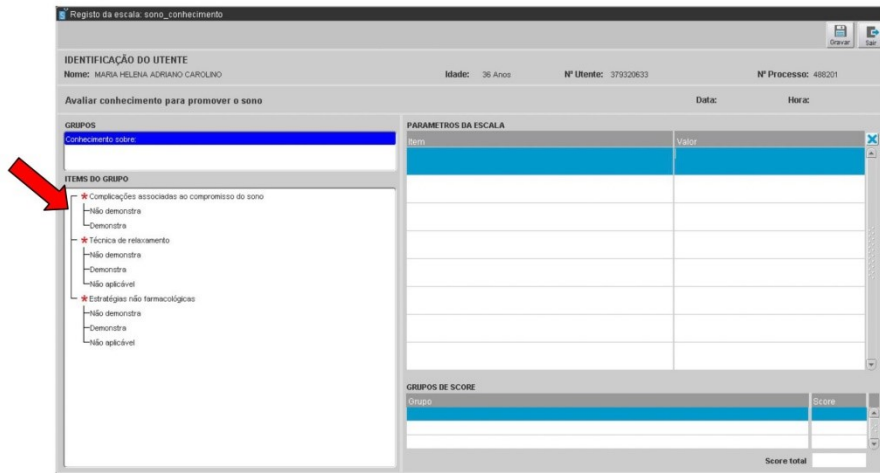 Registo da escala: sono_conhecimento
Gravar Sair
IDENTIFICAÇÃO DO UTENTE
Nome: MARIA HELENA ADRIANO CAROLINO Idade: 36 Anos Nº Utente: 379320633 Nº Processo: 488201
Avaliar conhecimento para promover o sono Data: Hora:
GRUPOS
Conhecimento sobre:
ITEMS DO GRUPO
Complicações associadas ao compromisso do sono
Não demonstra
Demonstra
Técnica de relaxamento
Não demonstra
Demonstra
Não aplicável
Estratégias não farmacológicas
Não demonstra
Demonstra
Não aplicável
PARAMETROS DA ESCALA
Item Valor
GRUPOS DE SCORE
Grupo Score
Score total